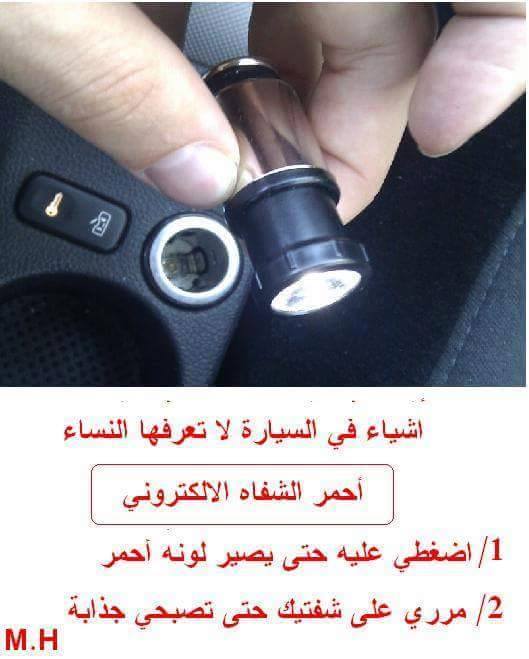 اشياء في السيارة لا تعرفها النساء
أحمر الشفاه الالكتروني
1/ اضغطي عليه حتى يصير لونه أحمر
2/ مرري على شفتيك حتى تصبحي جذابة
M.H